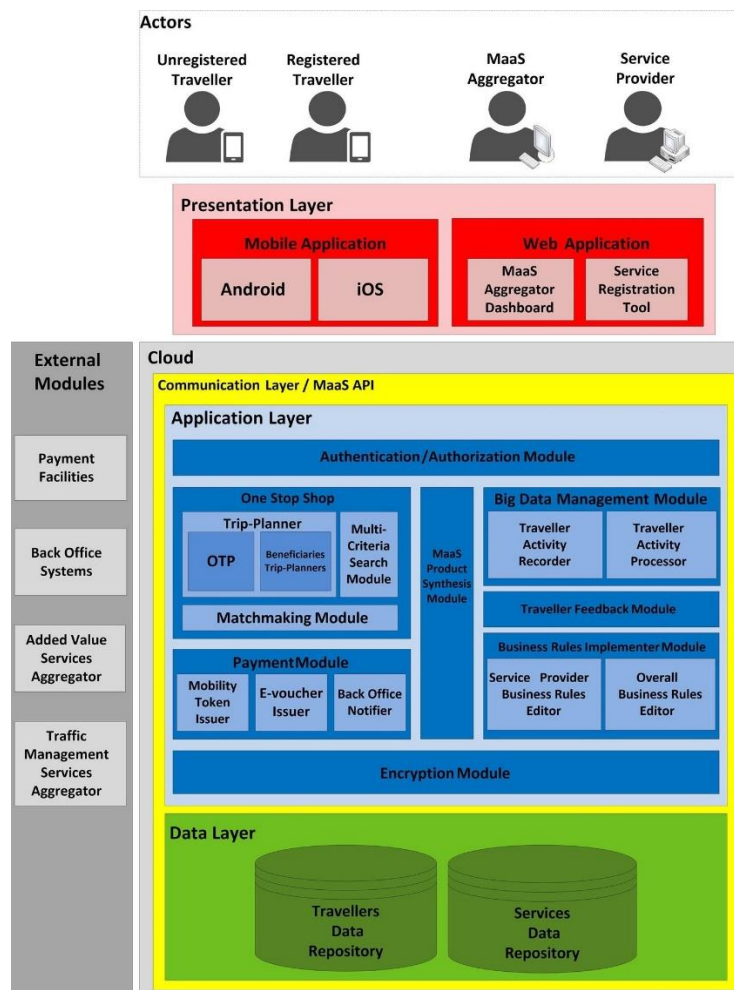 Actors
Unregistered
Traveller
Registered
Traveller
MaaS
Aggregator
Service
Provider
Presentation Layer
Mobile Application
Android
iOS
Web Application
MaaS
Aggregator
Dashboard
Service
Registration
Tool
External
Modules
Payment
Facilities
Back Office
Systems
Added Value
Services
Aggregator
Traffic
Management
Services
Aggregator
Cloud
Communication Layer / MaaS API
Application Layer
Authentication/Authorization Module
One Stop Shop
Trip-Planner
OTP
Beneficiaries
Trip-Planners
Multi-
Criteria
Search
Module
Matchmaking Module
Payment Module
Mobility
Token
Issuer
E-voucher
Issuer
Back Office
Notifier
MaaS
Product
Synthesis
Module
Big Data Management Module
Traveller
Activity
Recorder
Traveller
Activity
Processor
Traveller Feedback Module
Business Rules Implementer Module
Service Provider
Business Rules
Editor
Overall
Business Rules
Editor
Encryption Module
Data Layer
Travellers
Data
Repository
Services
Data
Repository